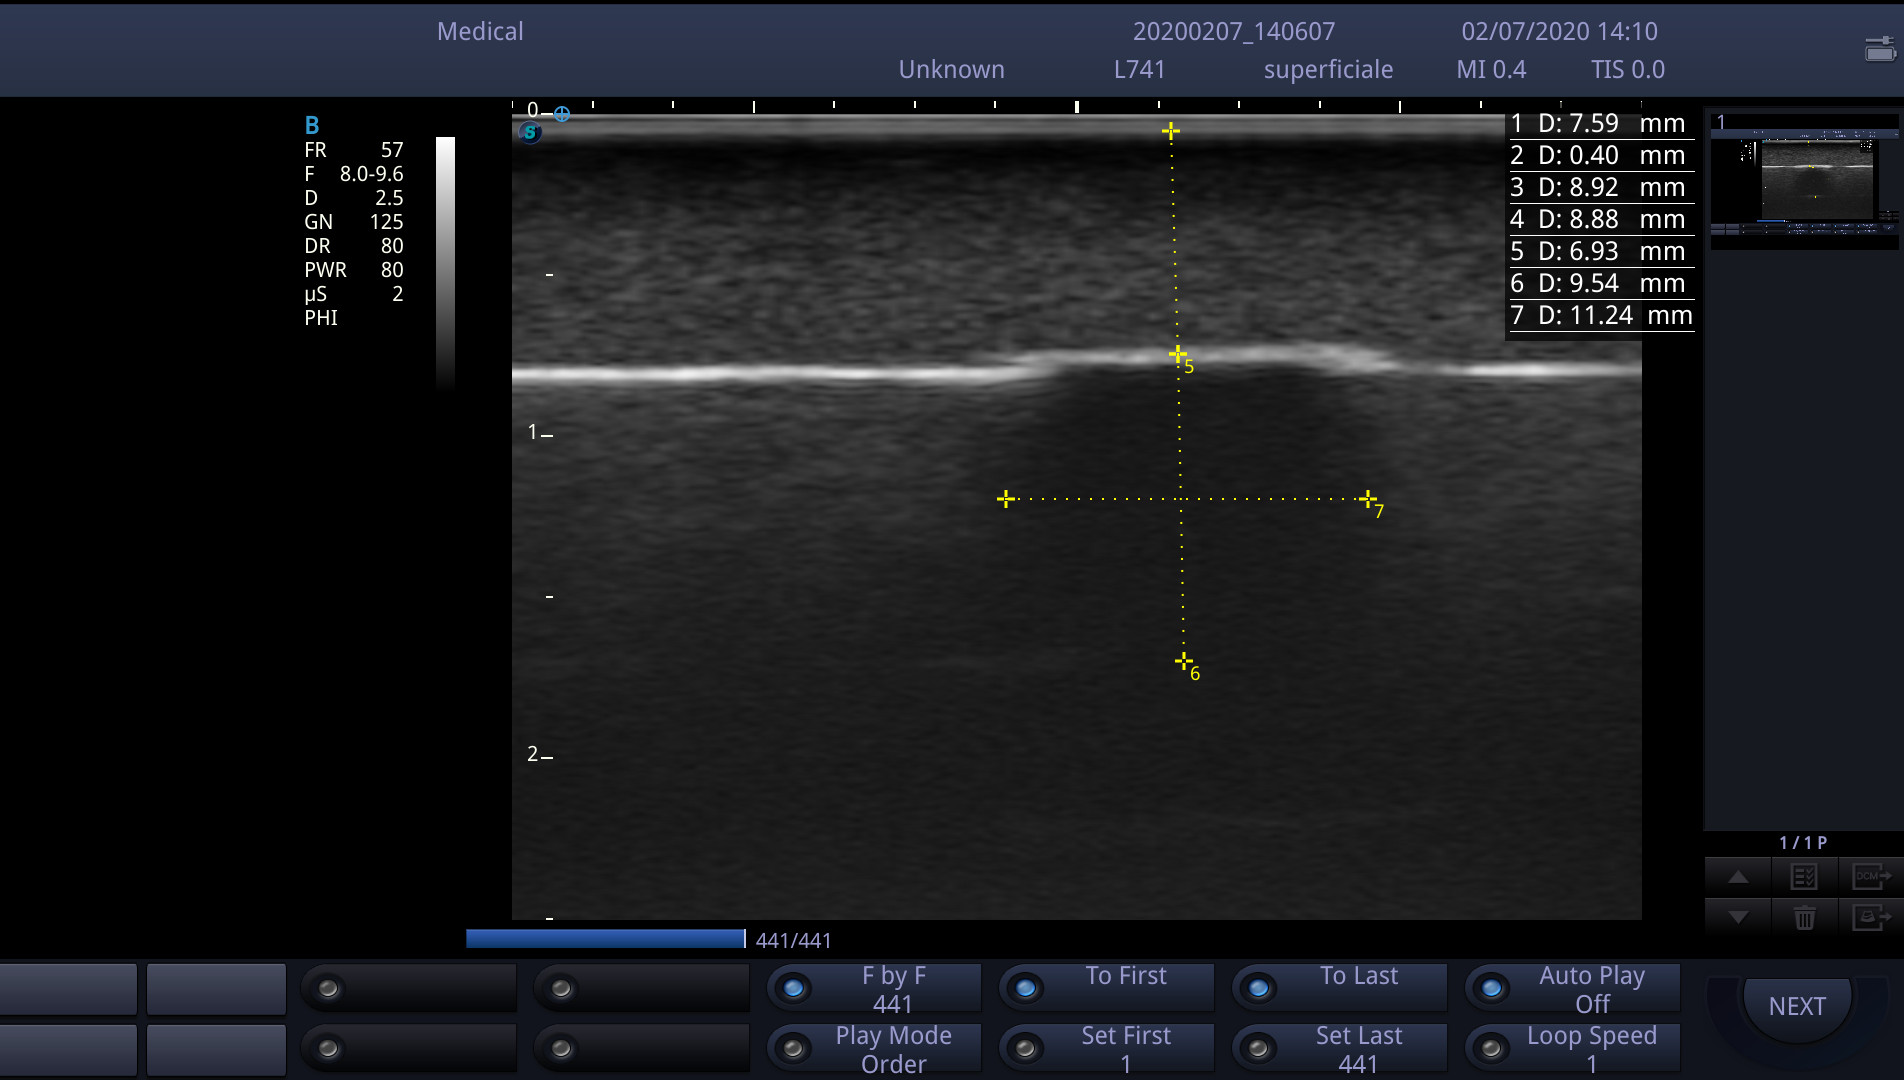 Medical
20200207_140607
02/07/2020 14:10
Unknown
L741
superficiale
MI 0.4
TIS 0.0
B
FR 57
F 8.0-9.6
D 2.5
GN 125
DR 80
PWR 80
µS 2
PHI
0
S
1
2
5
7
6
1 D: 7.59 mm
2 D: 0.40 mm
3 D: 8.92 mm
4 D: 8.88 mm
5 D: 6.93 mm
6 D: 9.54 mm
7 D: 11.24 mm
1
1 / 1 P
DCM
441/441
F by F
441
To First
To Last
Auto Play
Off
Play Mode
Order
Set First
1
Set Last
441
Loop Speed
1
NEXT